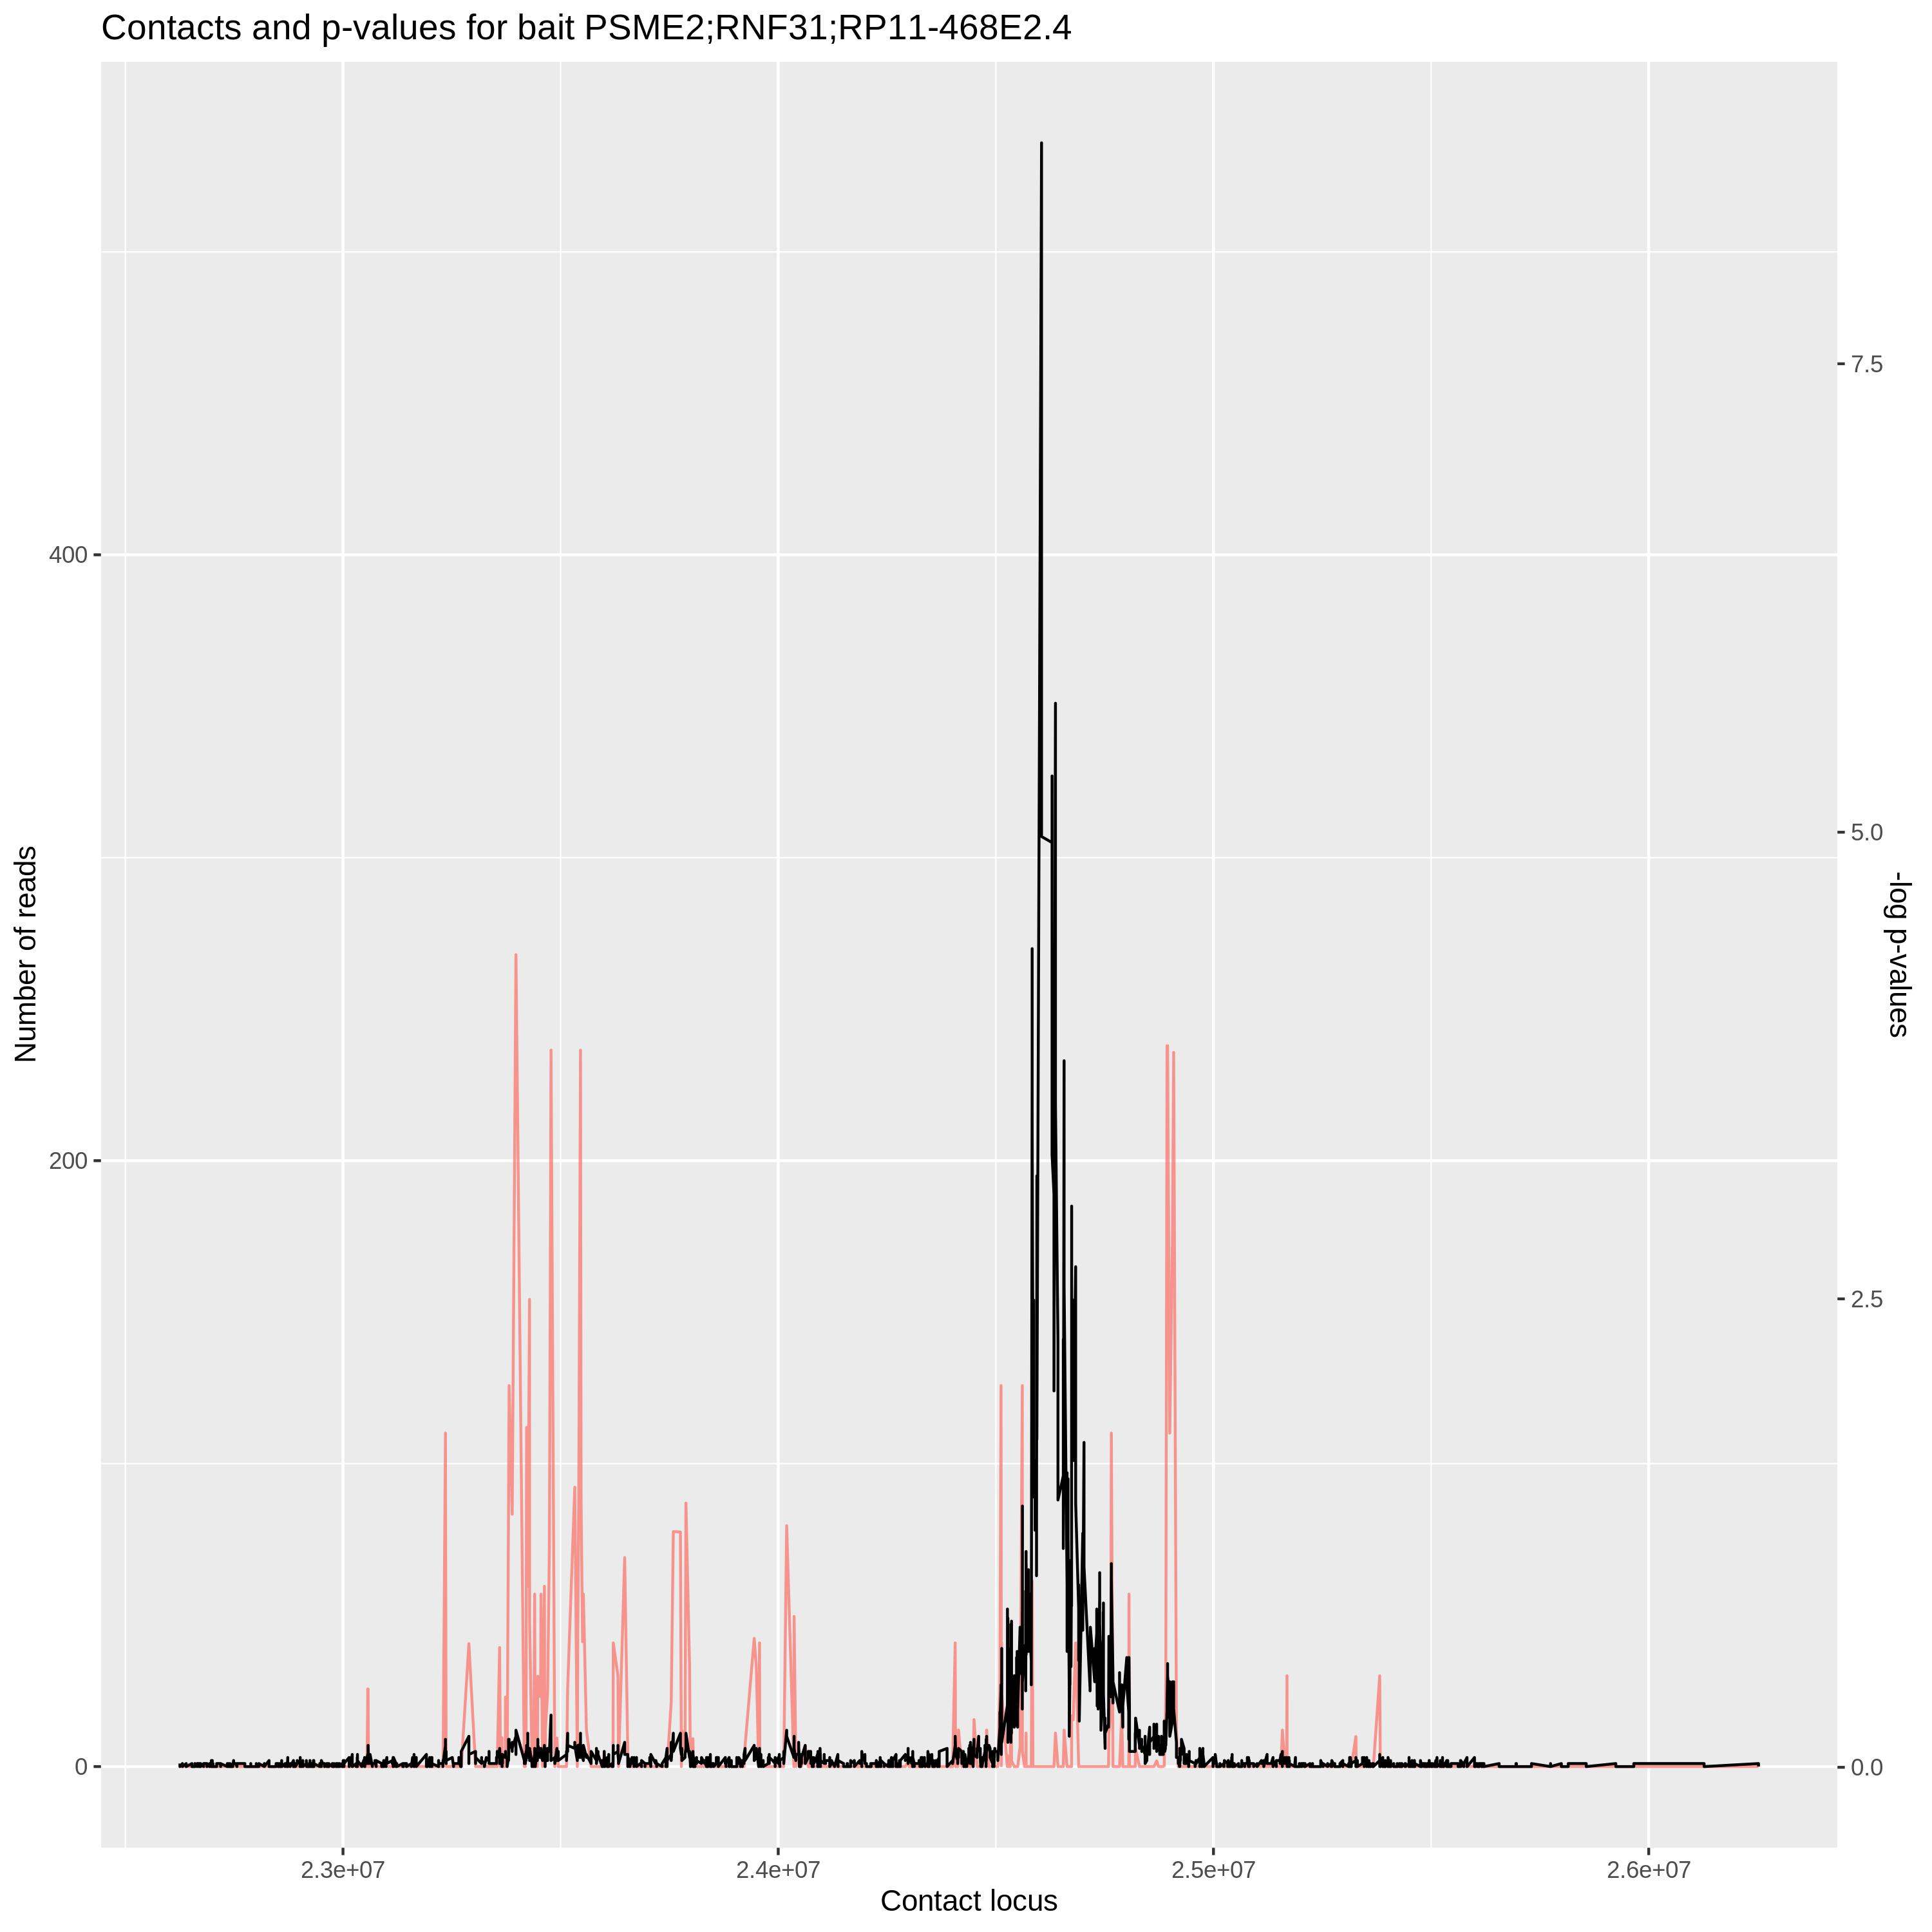 Contacts and p-values for bait PSME2;RNF31;RP11-468E2.4
Number of reads
400
200
0
7.5
5.0
2.5
0.0
-log p-values
2.3e+07
2.4e+07
2.5e+07
2.6e+07
Contact locus